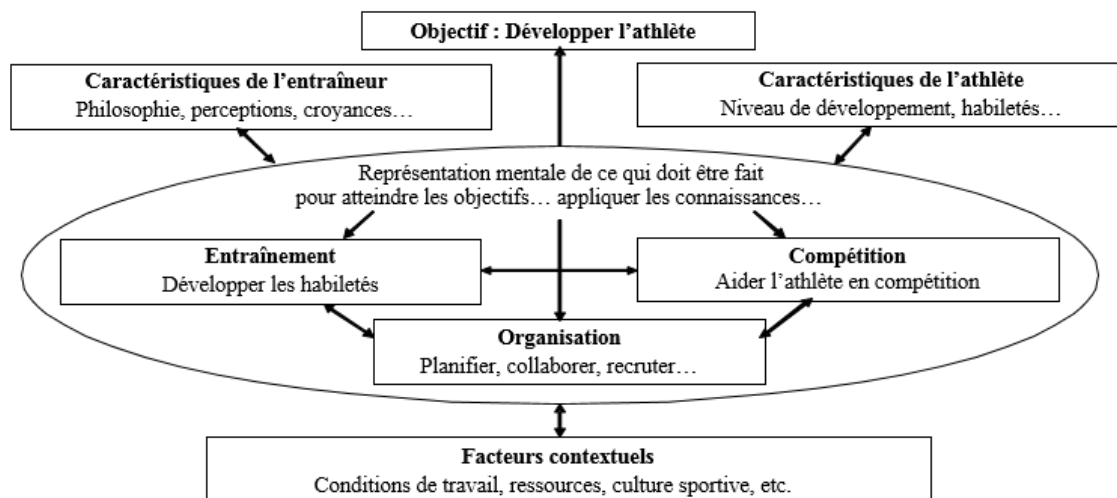 Objectif : Développer l’athlète
Caractéristiques de l’entraîneur
Philosophie, perceptions, croyances…
Caractéristiques de l’athlète
Niveau de développement, habiletés…
Représentation mentale de ce qui doit être fait
pour atteindre les objectifs… appliquer les connaissances…
Entraînement
Développer les habiletés
Compétition
Aider l’athlète en compétition
Organisation
Planifier, collaborer, recruter…
Facteurs contextuels
Conditions de travail, ressources, culture sportive, etc.